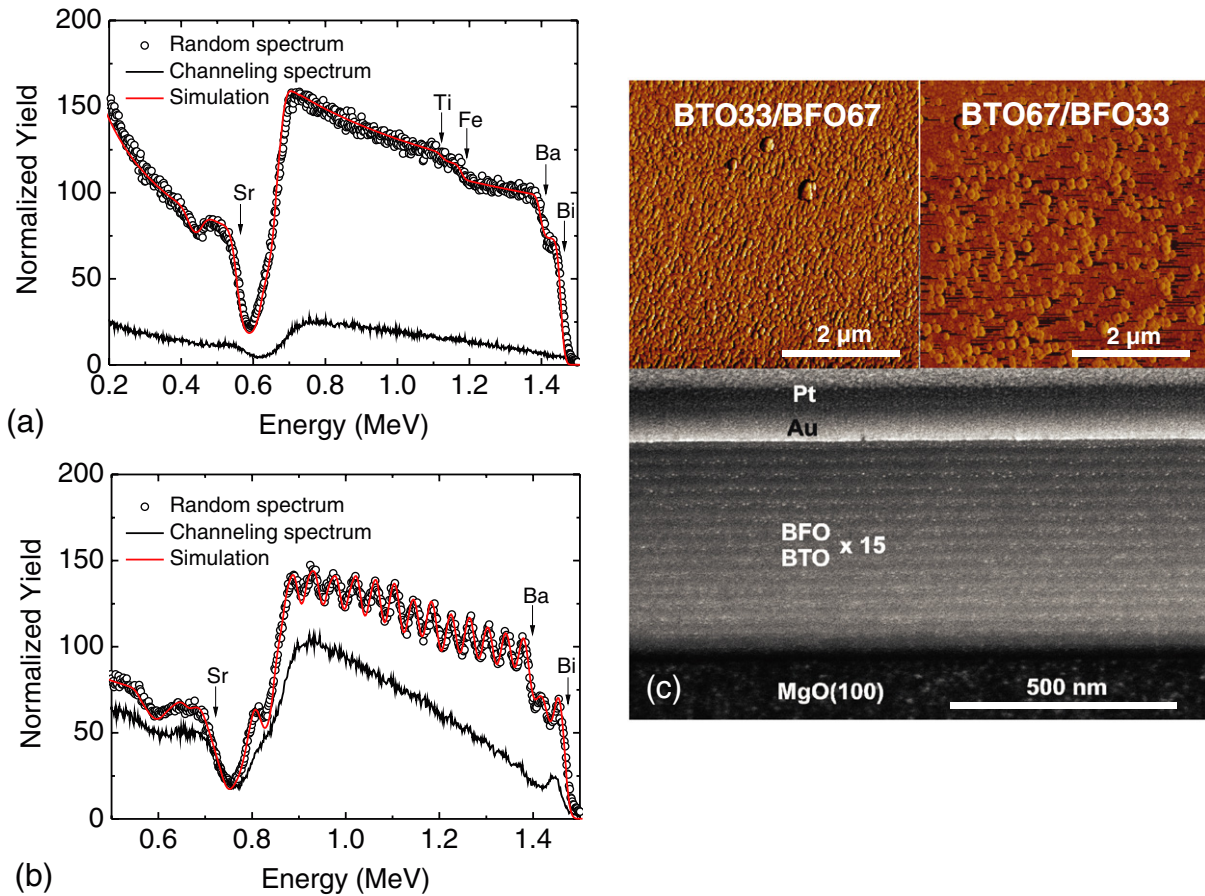 200
150
100
50
0
Normalized Yield
Random spectrum
Channeling spectrum
Simulation
Sr
Ti
Fe
Ba
Bi
0.2 0.4 0.6 0.8 1.0 1.2 1.4
Energy (MeV)
(a)
200
150
100
50
0
Normalized Yield
Random spectrum
Channeling spectrum
Simulation
Sr
Ba
Bi
0.6 0.8 1.0 1.2 1.4
Energy (MeV)
(b)
BTO33/BFO67
BTO67/BFO33
2 µm
2 µm
Pt
Au
BFO
BTO x 15
(c)
MgO(100)
500 nm